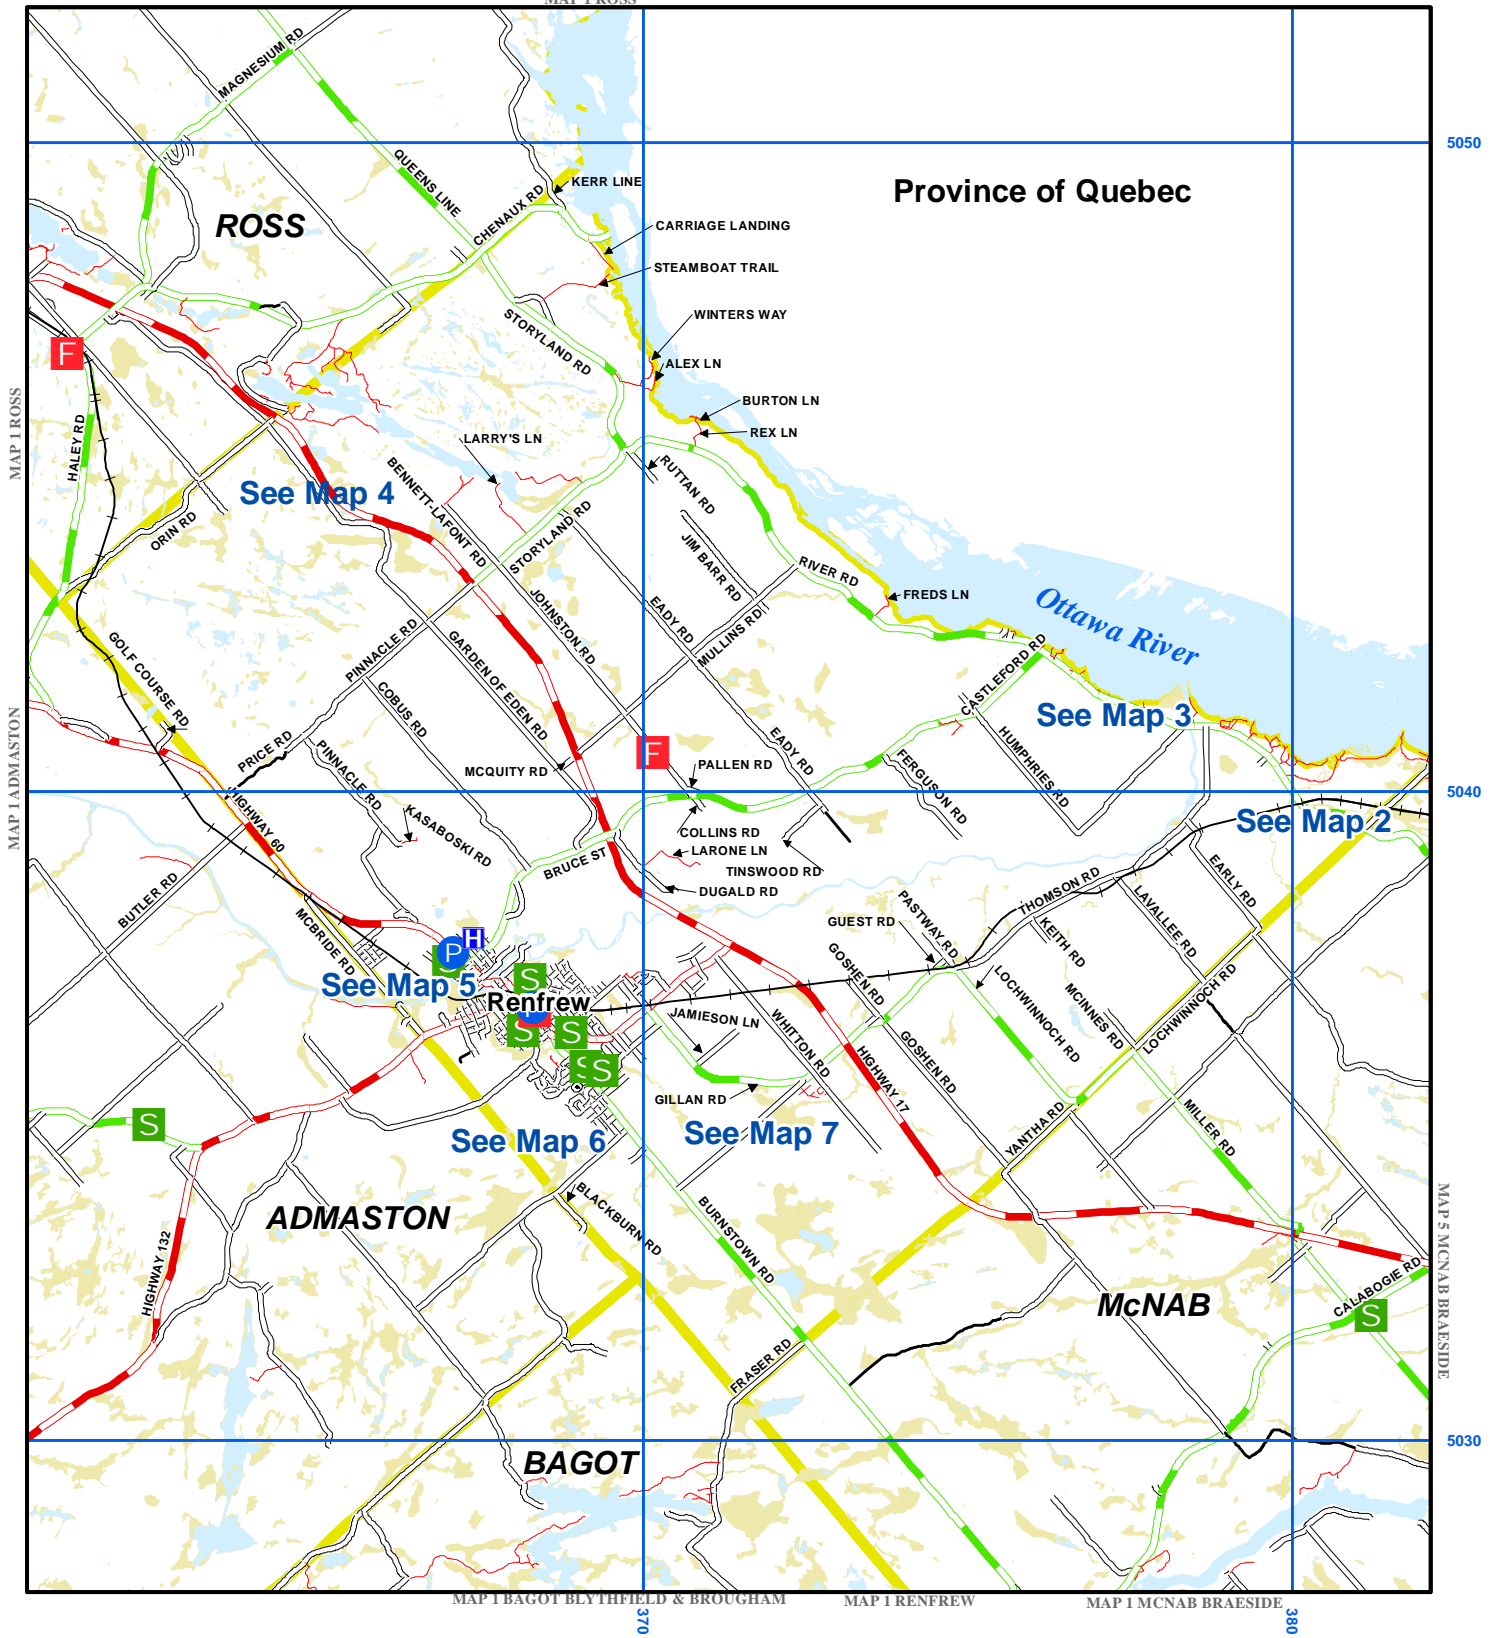 MAP 1 ROSS
MAGNESIUM RD
5050
QUEENS LINE
KERR LINE
Province of Quebec
ROSS
CHENAUX RD
CARRIAGE LANDING
STEAMBOAT TRAIL
WINTERS WAY
STORYLAND RD
F
ALEX LN
MAP 1 ROSS
BURTON LN
HALEY RD
REX LN
LARRY'S LN
See Map 4
BENNETT-LAFONT RD
RUTTAN RD
ORIN RD
STORYLAND RD
JIM BARR RD
RIVER RD
FREDS LN
Ottawa River
JOHNSTON RD
EADY RD
MULLINS RD
GOLF COURSE RD
PINNACLE RD
GARDEN OF EDEN RD
CASTLEFORD RD
COBUS RD
See Map 3
MAP 1 ADMASTON
PRICE RD
PINNACLE RD
MCQUITY RD
F
PALLEN RD
EADY RD
FERGUSON RD
HUMPHRIES RD
5040
HIGHWAY 60
KASABOSKI RD
See Map 2
COLLINS RD
LARONE LN
TINSWOOD RD
BRUCE ST
DUGALD RD
BUTLER RD
THOMSON RD
EARLY RD
LAVALLEE RD
MCBRIDE RD
GUEST RD
PASTWAY RD
KEITH RD
H
P
S
S
See Map 5
Renfrew
GOSHEN RD
LOCHWINNOCH RD
MCINNES RD
LOCHWINNOCH RD
S
S
JAMIESON LN
WHITTON RD
GOSHEN RD
HIGHWAY 17
S
S
GILLAN RD
S
See Map 6
See Map 7
YANTHA RD
MILLER RD
ADMASTON
BLACKBURN RD
BURNSTOWN RD
HIGHWAY 132
McNAB
CALABOGIE RD
S
MAP 5 MCNAB BRAESIDE
FRASER RD
BAGOT
5030
MAP 1 BAGOT BLYTHFIELD & BROUGHAM
MAP 1 RENFREW
MAP 1 MCNAB BRAESIDE
370
380